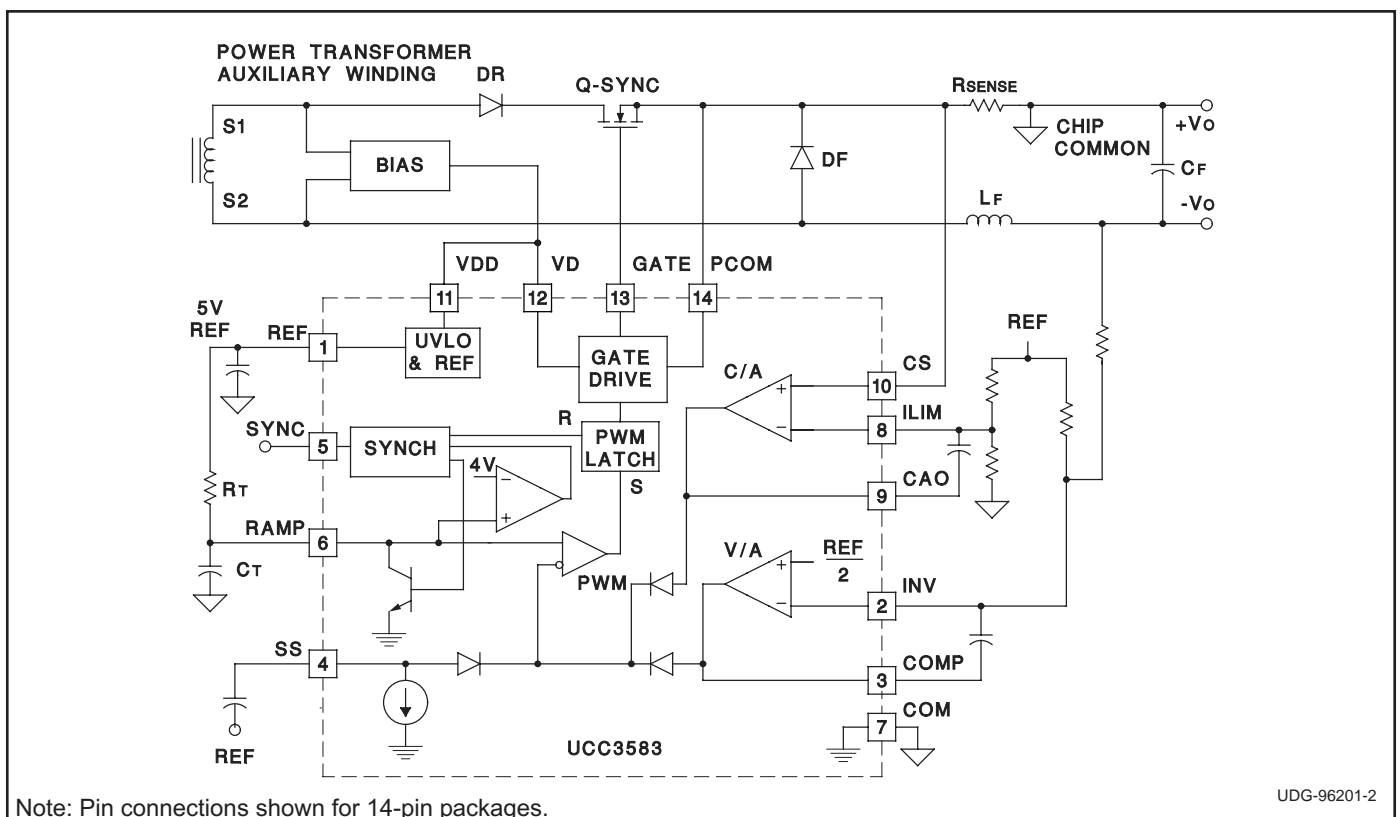 POWER TRANSFORMER
AUXILIARY WINDING
DR
Q-SYNC
RSENSE
S1
S2
BIAS
DF
CHIP
COMMON
+VO
CF
LF
-VO
VDD
VD
GATE
PCOM
11
12
13
14
5V
REF
REF
1
UVLO
& REF
GATE
DRIVE
C/A
+
-
CS
10
ILIM
8
REF
SYNC
5
SYNCH
R
PWM
LATCH
S
4V
-
+
CAO
9
RT
RAMP
6
CT
PWM
V/A
+
-
REF
2
INV
2
SS
4
COMP
3
COM
7
REF
UCC3583
Note: Pin connections shown for 14-pin packages.
UDG-96201-2